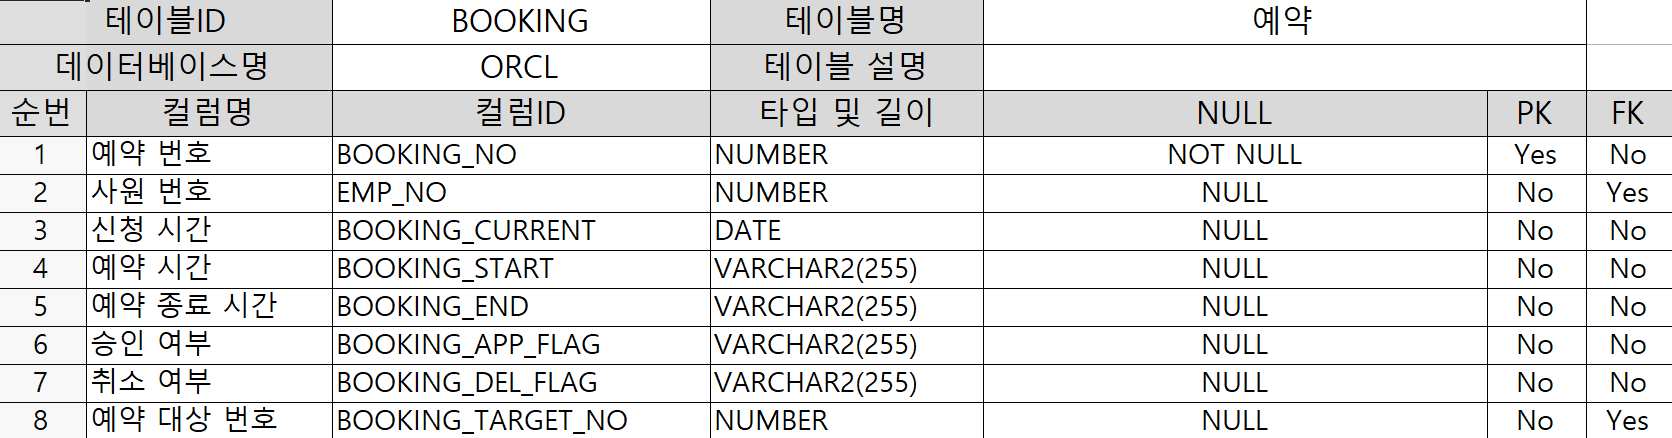 테이블ID BOOKING 테이블명 예약
데이터베이스명 ORCL 테이블 설명
순번 컬럼명 컬럼ID 타입 및 길이 NULL PK FK
1 예약 번호 BOOKING_NO NUMBER NOT NULL Yes No
2 사원 번호 EMP_NO NUMBER NULL No Yes
3 신청 시간 BOOKING_CURRENT DATE NULL No No
4 예약 시간 BOOKING_START VARCHAR2(255) NULL No No
5 예약 종료 시간 BOOKING_END VARCHAR2(255) NULL No No
6 승인 여부 BOOKING_APP_FLAG VARCHAR2(255) NULL No No
7 취소 여부 BOOKING_DEL_FLAG VARCHAR2(255) NULL No No
8 예약 대상 번호 BOOKING_TARGET_NO NUMBER NULL No Yes